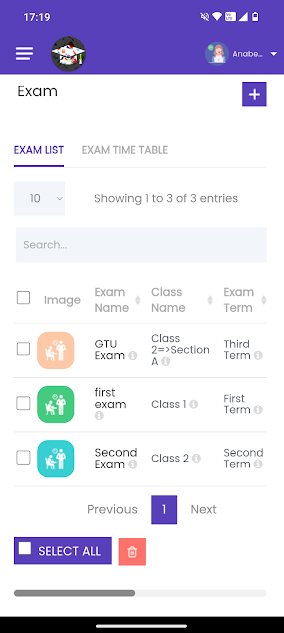 17:19
Anabe...
Exam
EXAM LIST EXAM TIME TABLE
10 Showing 1 to 3 of 3 entries
Search...
Image Exam Name Class Name Exam Term
GTU Exam Class 2=>Section A Third Term
first exam Class 1 First Term
Second Exam Class 2 Second Term
Previous 1 Next
SELECT ALL